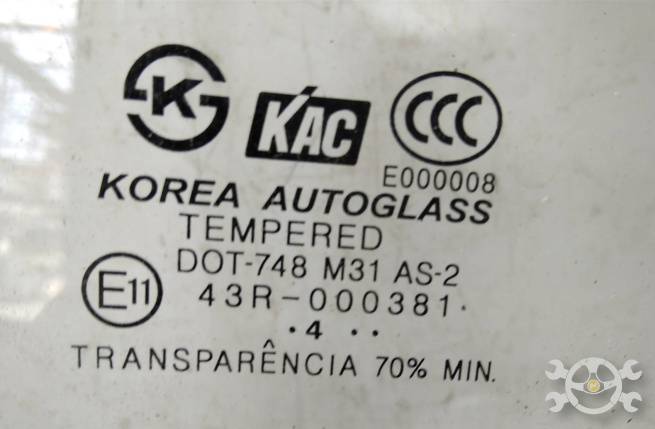 K
KAC
CCC
E000008
KOREA AUTOGLASS
TEMPERED
DOT-748 M31 AS-2
E11
43R-000381·
·4 ··
TRANSPARÊNCIA 70% MIN.